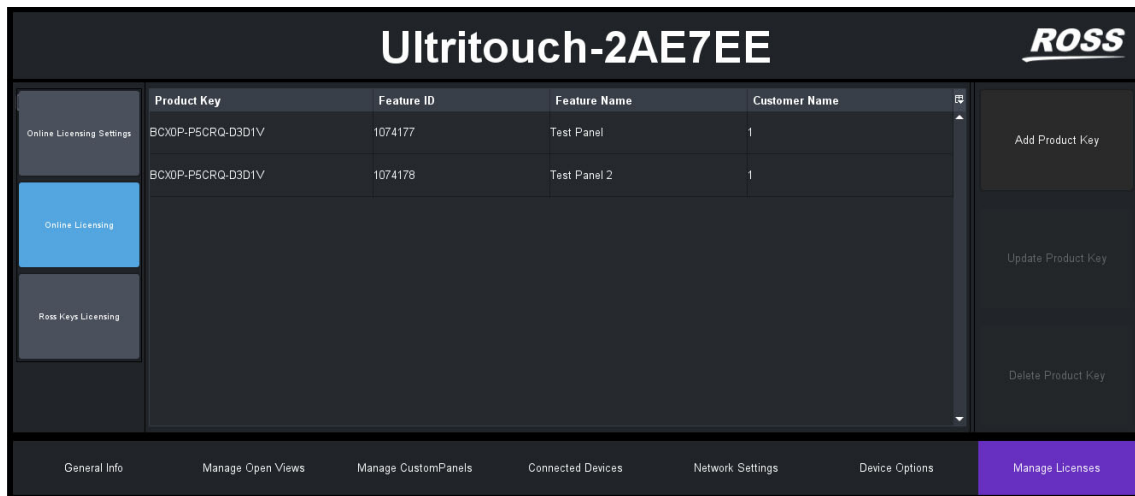 Ultritouch-2AE7EE
ROSS
Online Licensing Settings
Online Licensing
Ross Keys Licensing
Product Key Feature ID Feature Name Customer Name
BCX0P-P5CRQ-D3D1V 1074177 Test Panel 1
BCX0P-P5CRQ-D3D1V 1074178 Test Panel 2 1
Add Product Key
Update Product Key
Delete Product Key
General Info Manage Open Views Manage CustomPanels Connected Devices Network Settings Device Options Manage Licenses